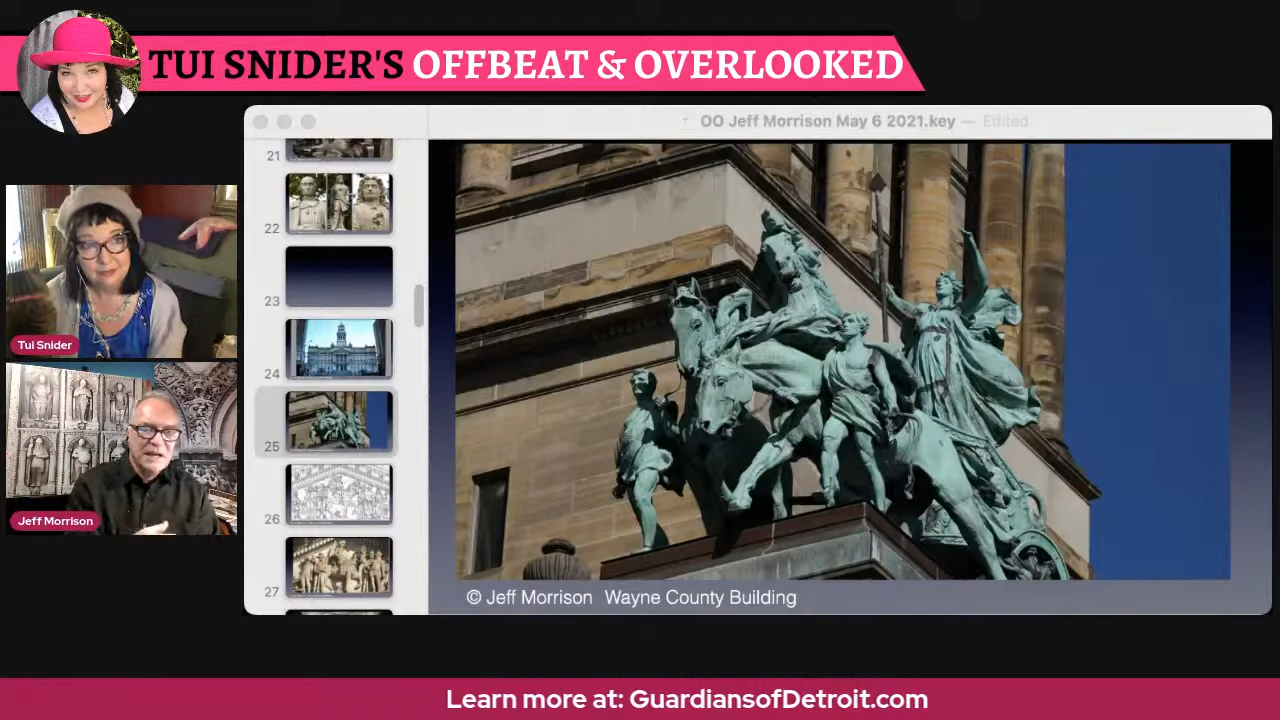 TUI SNIDER'S OFFBEAT & OVERLOOKED
OO Jeff Morrison May 6 2021.key — Edited
21
22
23
24
25
26
27
Tui Snider
Jeff Morrison
© Jeff Morrison Wayne County Building
Learn more at: GuardiansofDetroit.com